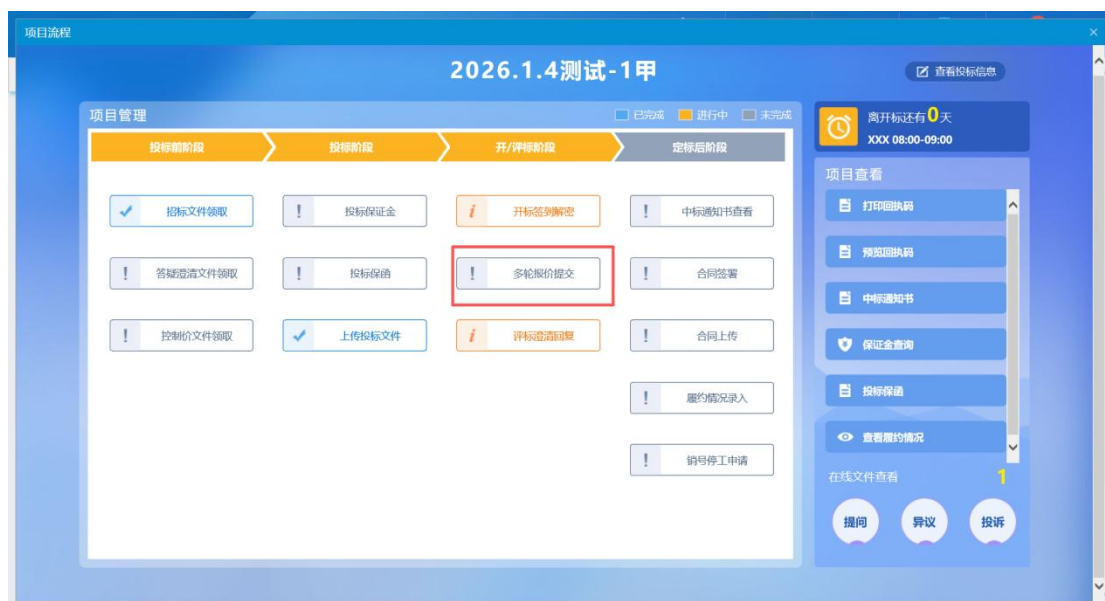 项目流程
2026.1.4测试-1甲
查看投标信息
项目管理
已完成 进行中 未完成
投标前阶段 投标阶段 开/评标阶段 定标后阶段
招标文件领取 投标保证金 开标签到解密 中标通知书查看
答疑澄清文件领取 投标保函 多轮报价提交 合同签署
控制价文件领取 上传投标文件 评标澄清回复 合同上传
履约情况录入
销号停工申请
离开标还有0天
XXX 08:00-09:00
项目查看
打印回执码
预览回执码
中标通知书
保证金查询
投标保函
查看履约情况
在线文件查看 1
提问 异议 投诉